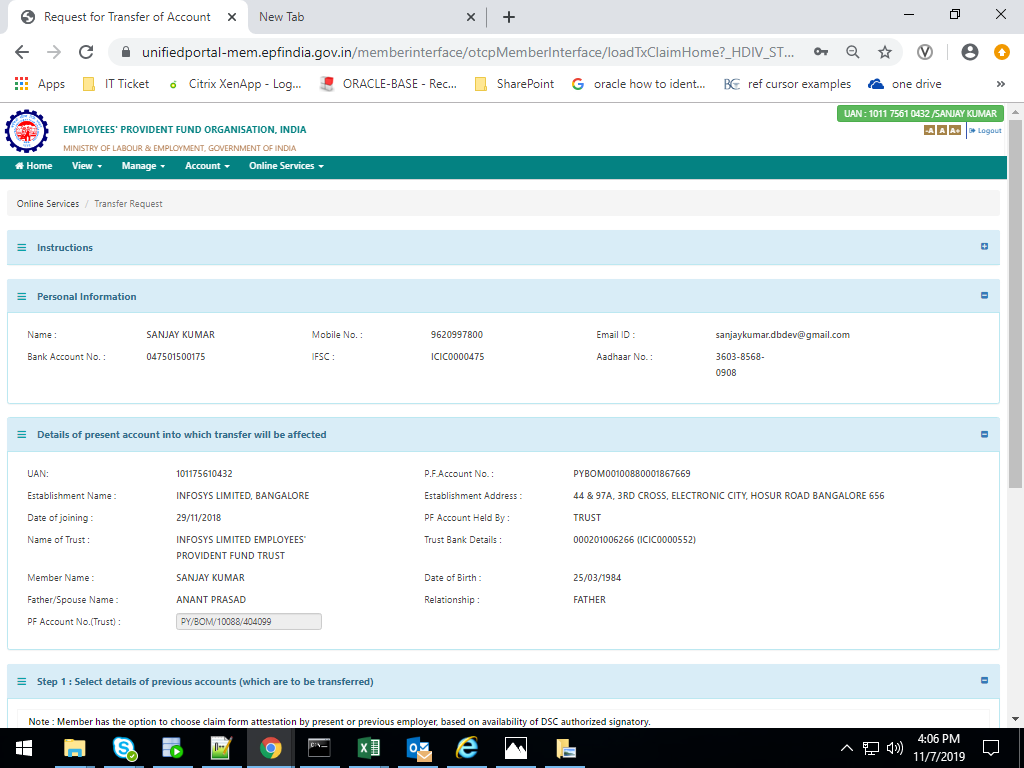 Request for Transfer of Account
New Tab
unifiedportal-mem.epfindia.gov.in/memberinterface/otcpMemberInterface/loadTxClaimHome?_HDIV_ST...
Apps
IT Ticket
Citrix XenApp - Log...
ORACLE-BASE - Rec...
SharePoint
oracle how to ident...
ref cursor examples
one drive
»
UAN : 1011 7561 0432 /SANJAY KUMAR
EMPLOYEES' PROVIDENT FUND ORGANISATION, INDIA
-A A A+ Logout
MINISTRY OF LABOUR & EMPLOYMENT, GOVERNMENT OF INDIA
Home View Manage Account Online Services
Online Services / Transfer Request
Instructions
Personal Information
Name : SANJAY KUMAR Mobile No. : 9620997800 Email ID : sanjaykumar.dbdev@gmail.com
Bank Account No. : 047501500175 IFSC : ICIC0000475 Aadhaar No. : 3603-8568-
0908
Details of present account into which transfer will be affected
UAN: 101175610432 P.F.Account No. : PYBOM00100880001867669
Establishment Name : INFOSYS LIMITED, BANGALORE Establishment Address : 44 & 97A, 3RD CROSS, ELECTRONIC CITY, HOSUR ROAD BANGALORE 656
Date of joining : 29/11/2018 PF Account Held By : TRUST
Name of Trust : INFOSYS LIMITED EMPLOYEES' Trust Bank Details : 000201006266 (ICIC0000552)
PROVIDENT FUND TRUST
Member Name : SANJAY KUMAR Date of Birth : 25/03/1984
Father/Spouse Name : ANANT PRASAD Relationship : FATHER
PF Account No.(Trust) : PY/BOM/10088/404099
Step 1 : Select details of previous accounts (which are to be transferred)
Note : Member has the option to choose claim form attestation by present or previous employer, based on availability of DSC authorized signatory.
4:06 PM
11/7/2019